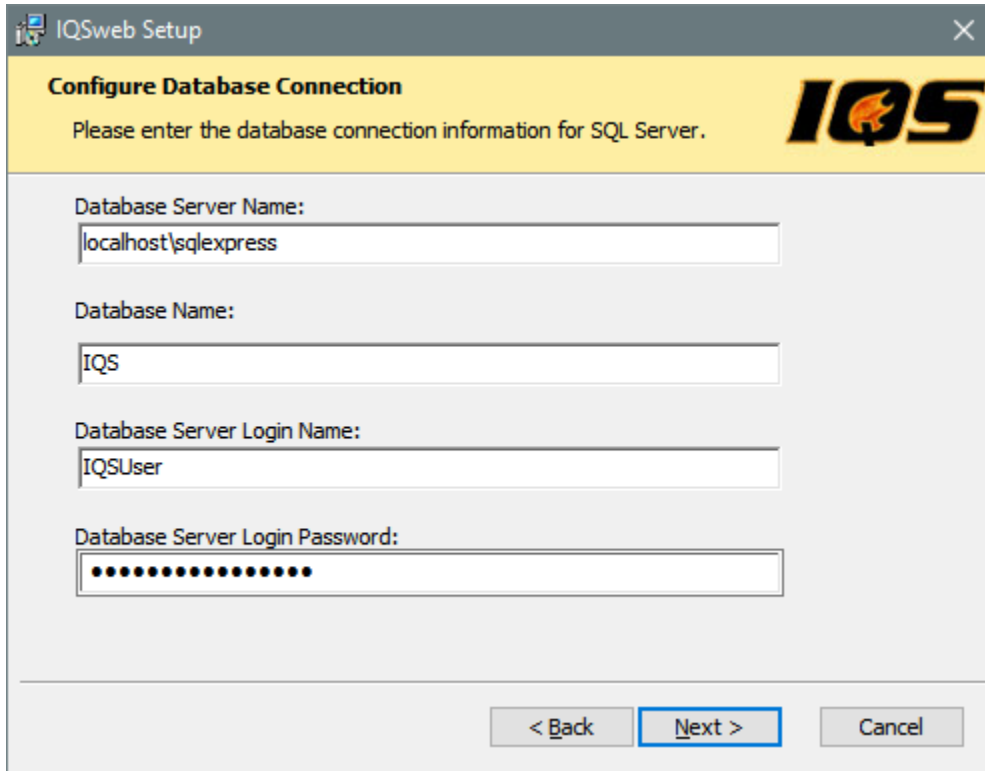 IQSweb Setup
Configure Database Connection
Please enter the database connection information for SQL Server.
IQS
Database Server Name:
localhost\sqlexpress
Database Name:
IQS
Database Server Login Name:
IQSUser
Database Server Login Password:
••••••••••••••••
< Back
Next >
Cancel